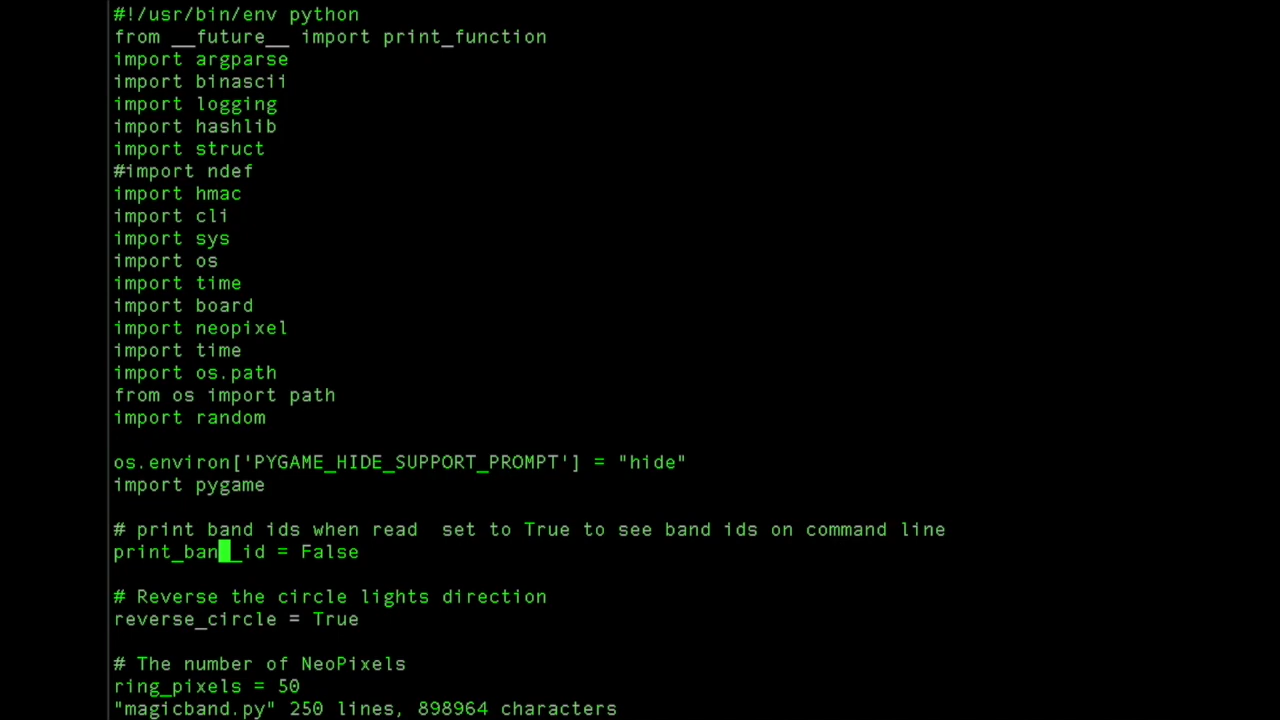 #!/usr/bin/env python
from __future__ import print_function
import argparse
import binascii
import logging
import hashlib
import struct
#import ndef
import hmac
import cli
import sys
import os
import time
import board
import neopixel
import time
import os.path
from os import path
import random
os.environ['PYGAME_HIDE_SUPPORT_PROMPT'] = "hide"
import pygame
# print band ids when read  set to True to see band ids on command line
print_band_id = False
# Reverse the circle lights direction
reverse_circle = True
# The number of NeoPixels
ring_pixels = 50
"magicband.py" 250 lines, 898964 characters